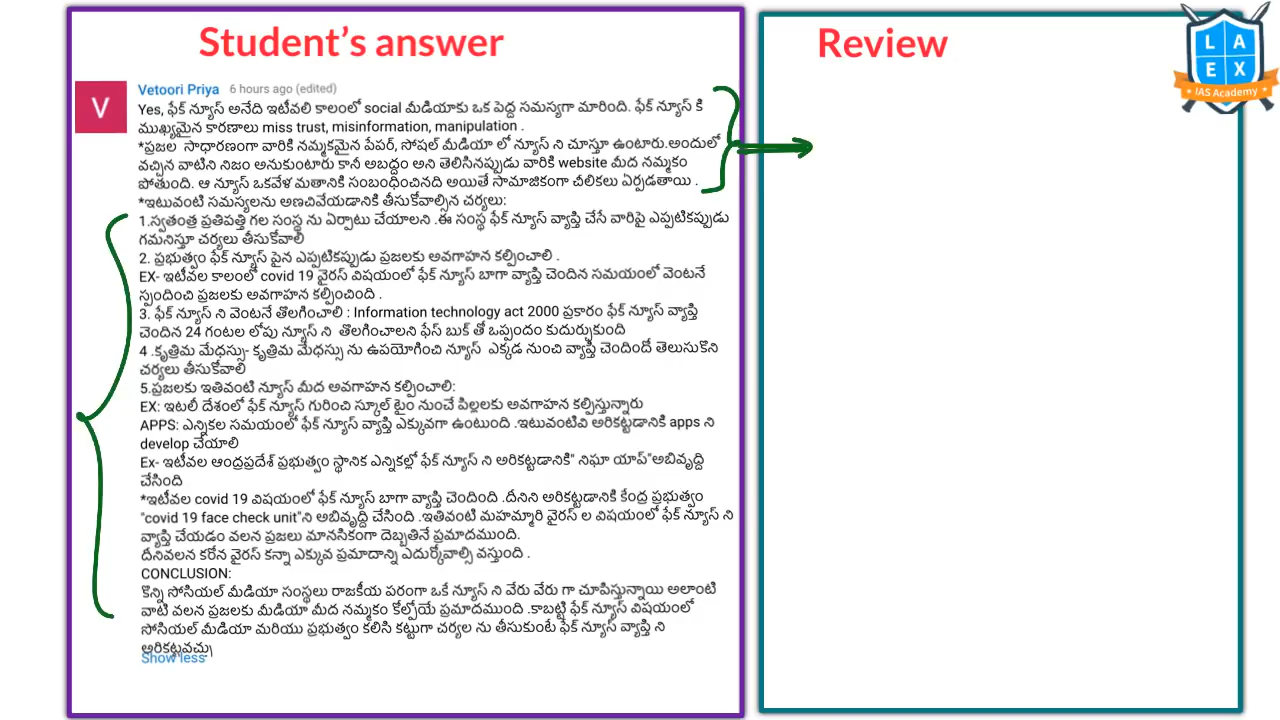 Student's answer
Vetoori Priya 6 hours ago (edited)
V
Yes, ఫేక్ న్యూస్ అనేది ఇటీవలి కాలంలో social మీడియాకు ఒక పెద్ద సమస్యగా మారింది. ఫేక్ న్యూస్ కి
ముఖ్యమైన కారణాలు miss trust, misinformation, manipulation .
*ప్రజల సాధారణంగా వారికి నమ్మకమైన పేపర్, సోషల్ మీడియా లో న్యూస్ ని చూస్తూ ఉంటారు.అందులో
వచ్చిన వాటిని నిజం అనుకుంటారు కానీ అబద్దం అని తెలిసినప్పుడు వారికి website మీద నమ్మకం
పోతుంది. ఆ న్యూస్ ఒకవేళ మతానికి సంబంధించినది అయితే సామాజికంగా చీలికలు ఏర్పడతాయి .
*ఇటువంటి సమస్యలను అణచివేయడానికి తీసుకోవాల్సిన చర్యలు:
1.స్వతంత్ర ప్రతిపత్తి గల సంస్థ ను ఏర్పాటు చేయాలని .ఈ సంస్థ ఫేక్ న్యూస్ వ్యాప్తి చేసే వారిపై ఎప్పటికప్పుడు
గమనిస్తూ చర్యలు తీసుకోవాలి
2. ప్రభుత్వం ఫేక్ న్యూస్ పైన ఎప్పటికప్పుడు ప్రజలకు అవగాహన కల్పించాలి .
EX- ఇటీవల కాలంలో covid 19 వైరస్ విషయంలో ఫేక్ న్యూస్ బాగా వ్యాప్తి చెందిన సమయంలో వెంటనే
స్పందించి ప్రజలకు అవగాహన కల్పించింది .
3. ఫేక్ న్యూస్ ని వెంటనే తొలగించాలి : Information technology act 2000 ప్రకారం ఫేక్ న్యూస్ వ్యాప్తి
చెందిన 24 గంటల లోపు న్యూస్ ని తొలగించాలని ఫేస్ బుక్ తో ఒప్పందం కుదుర్చుకుంది
4 .కృత్రిమ మేధస్సు- కృత్రిమ మేధస్సు ను ఉపయోగించి న్యూస్ ఎక్కడ నుంచి వ్యాప్తి చెందిందో తెలుసుకొని
చర్యలు తీసుకోవాలి
5.ప్రజలకు ఇతివంటి న్యూస్ మీద అవగాహన కల్పించాలి:
EX: ఇటలీ దేశంలో ఫేక్ న్యూస్ గురించి స్కూల్ టైం నుంచే పిల్లలకు అవగాహన కల్పిస్తున్నారు
APPS: ఎన్నికల సమయంలో ఫేక్ న్యూస్ వ్యాప్తి ఎక్కువగా ఉంటుంది .ఇటువంటివి అరికట్టడానికి apps ని
develop చేయాలి
Ex- ఇటీవల ఆంద్రప్రదేశ్ ప్రభుత్వం స్థానిక ఎన్నికల్లో ఫేక్ న్యూస్ ని అరికట్టడానికి" నిఘా యాప్"అబివృద్ది
చేసింది
*ఇటీవల covid 19 విషయంలో ఫేక్ న్యూస్ బాగా వ్యాప్తి చెందింది .దీనిని అరికట్టడానికి కేంద్ర ప్రభుత్వం
"covid 19 face check unit"ని అబివృద్ది చేసింది .ఇతివంటి మహమ్మారి వైరస్ ల విషయంలో ఫేక్ న్యూస్ ని
వ్యాప్తి చేయడం వలన ప్రజలు మానసికంగా దెబ్బతినే ప్రమాదముంది.
దీనివలన కరోన వైరస్ కన్నా ఎక్కువ ప్రమాదాన్ని ఎదుర్కోవాల్సి వస్తుంది .
CONCLUSION:
కొన్ని సోసియల్ మీడియా సంస్థలు రాజకీయ పరంగా ఒకే న్యూస్ ని వేరు వేరు గా చూపిస్తున్నాయి అలాంటి
వాటి వలన ప్రజలకు మీడియా మీద నమ్మకం కోల్పోయే ప్రమాదముంది .కాబట్టి ఫేక్ న్యూస్ విషయంలో
సోసియల్ మీడియా మరియు ప్రభుత్వం కలిసి కట్టుగా చర్యల ను తీసుకుంటే ఫేక్ న్యూస్ వ్యాప్తి ని
అరికట్టవచ్చు
Show less
Review
L A
E X
IAS Academy